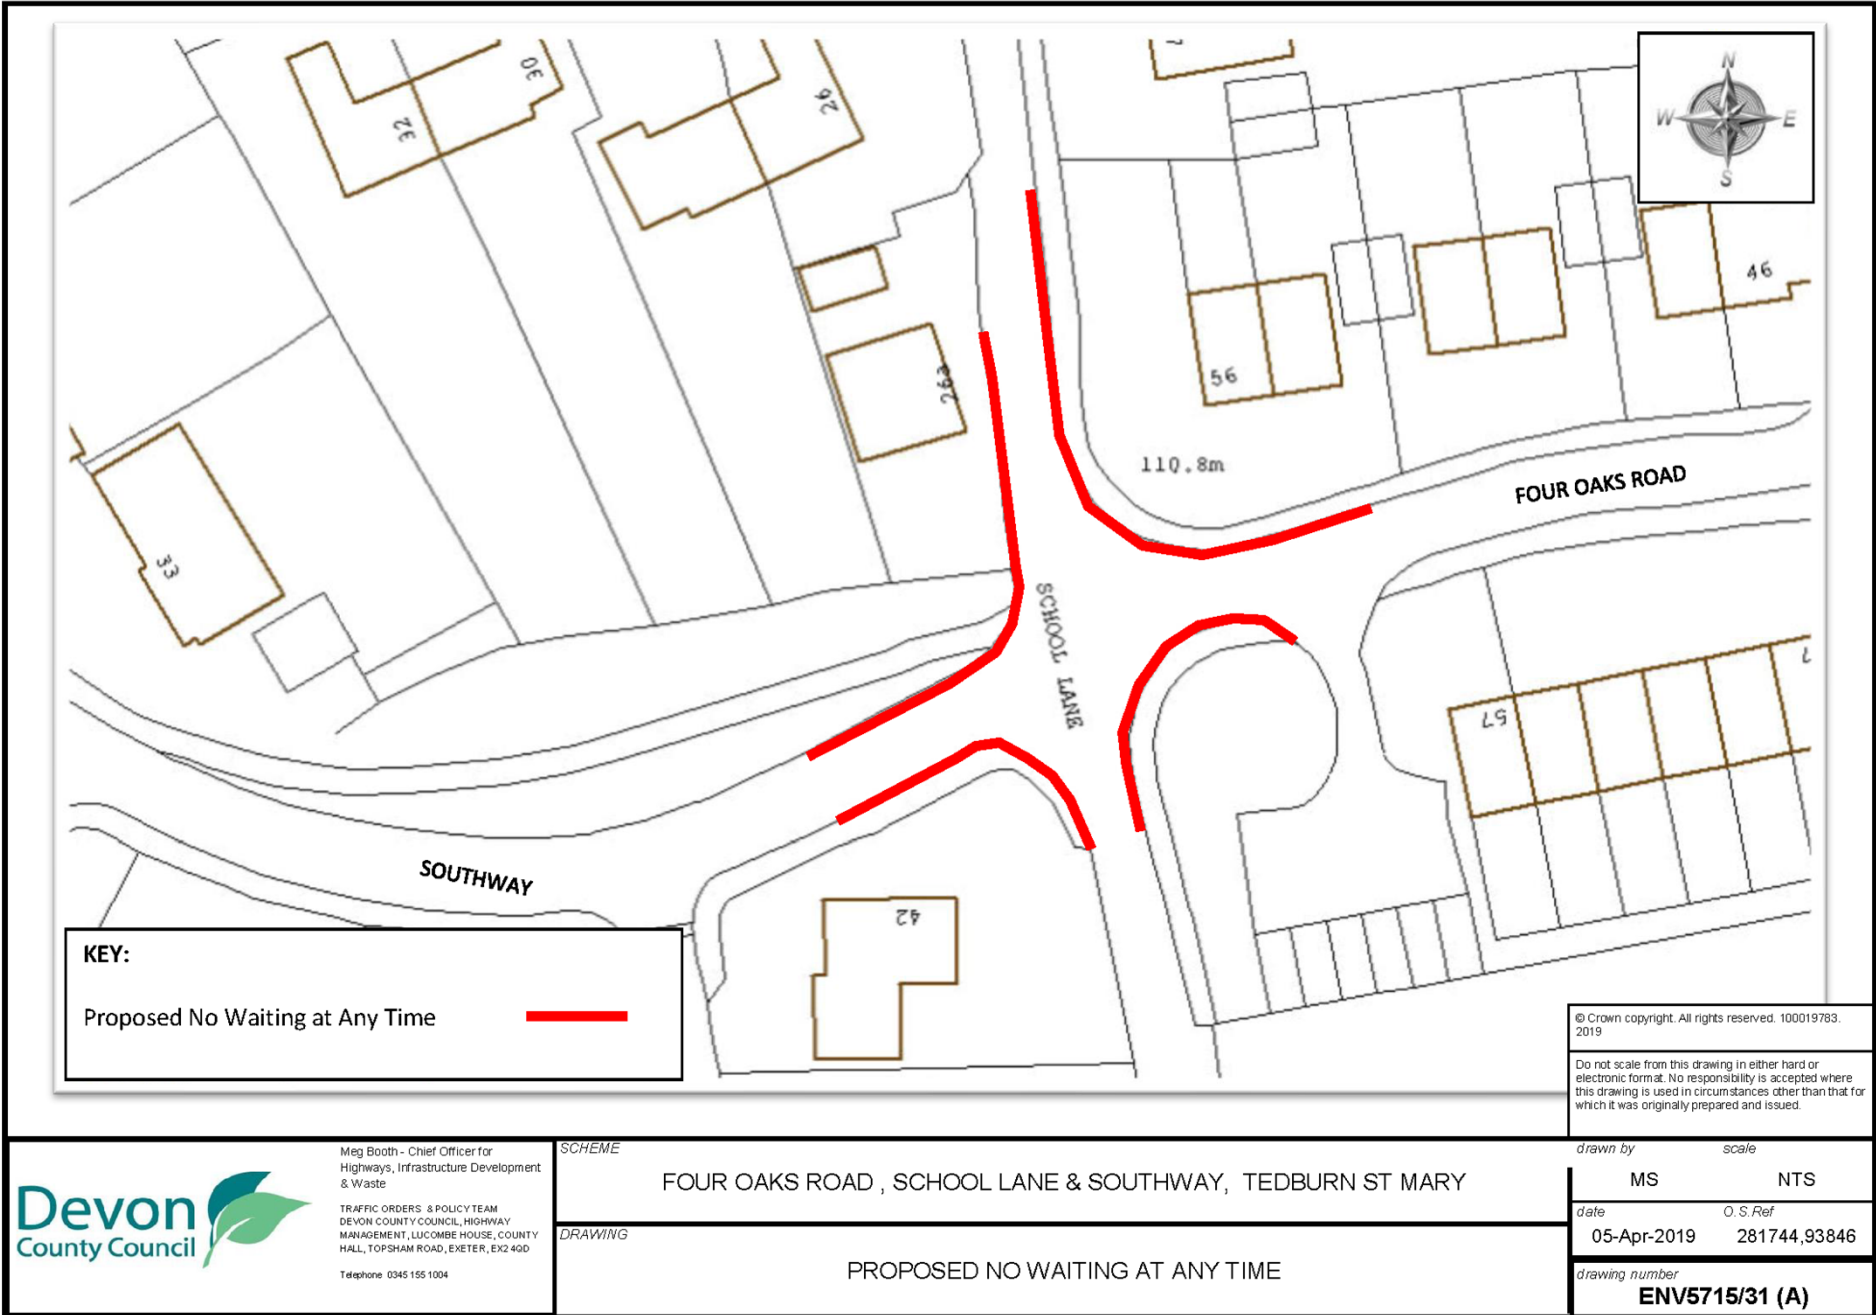 N
W E
S
30
32
26
26a
46
56
110.8m
FOUR OAKS ROAD
33
SCHOOL LANE
57
SOUTHWAY
42
KEY:
Proposed No Waiting at Any Time
© Crown copyright. All rights reserved. 100019783.
2019
Do not scale from this drawing in either hard or
electronic format. No responsibility is accepted where
this drawing is used in circumstances other than that for
which it was originally prepared and issued.
Devon
County Council
Meg Booth - Chief Officer for
Highways, Infrastructure Development
& Waste
TRAFFIC ORDERS & POLICY TEAM
DEVON COUNTY COUNCIL, HIGHWAY
MANAGEMENT, LUCOMBE HOUSE, COUNTY
HALL, TOPSHAM ROAD, EXETER, EX2 4QD
Telephone 0345 155 1004
SCHEME
FOUR OAKS ROAD , SCHOOL LANE & SOUTHWAY, TEDBURN ST MARY
DRAWING
PROPOSED NO WAITING AT ANY TIME
drawn by scale
MS NTS
date O.S.Ref
05-Apr-2019 281744,93846
drawing number
ENV5715/31 (A)